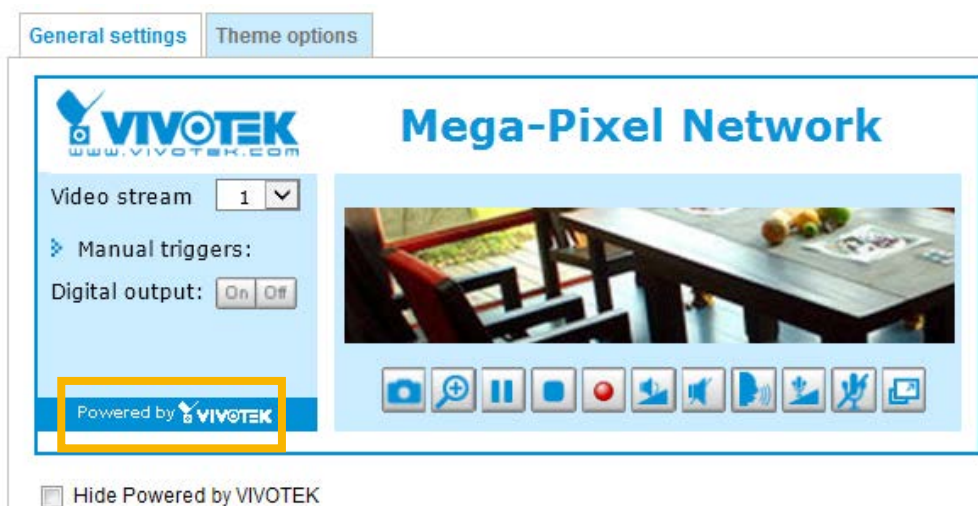 General settings Theme options
VIVOTEK
www.vivotek.com
Mega-Pixel Network
Video stream 1
Manual triggers:
Digital output: On Off
Powered by VIVOTEK
Hide Powered by VIVOTEK